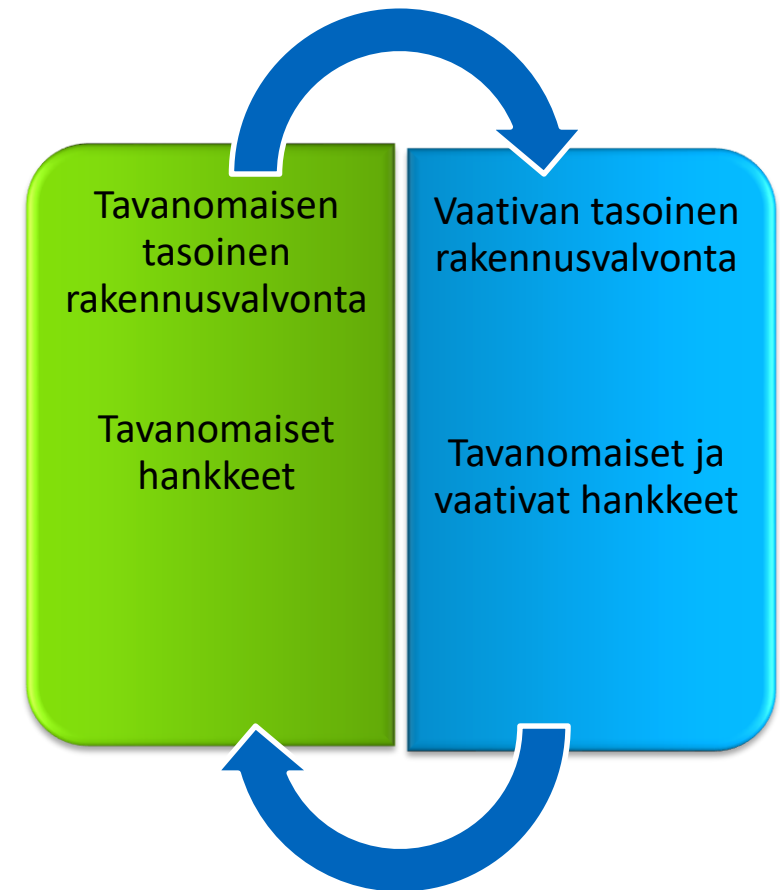 Tavanomaisen
tasoinen
rakennusvalvonta
Tavanomaiset
hankkeet
Vaativan tasoinen
rakennusvalvonta
Tavanomaiset ja
vaativat hankkeet